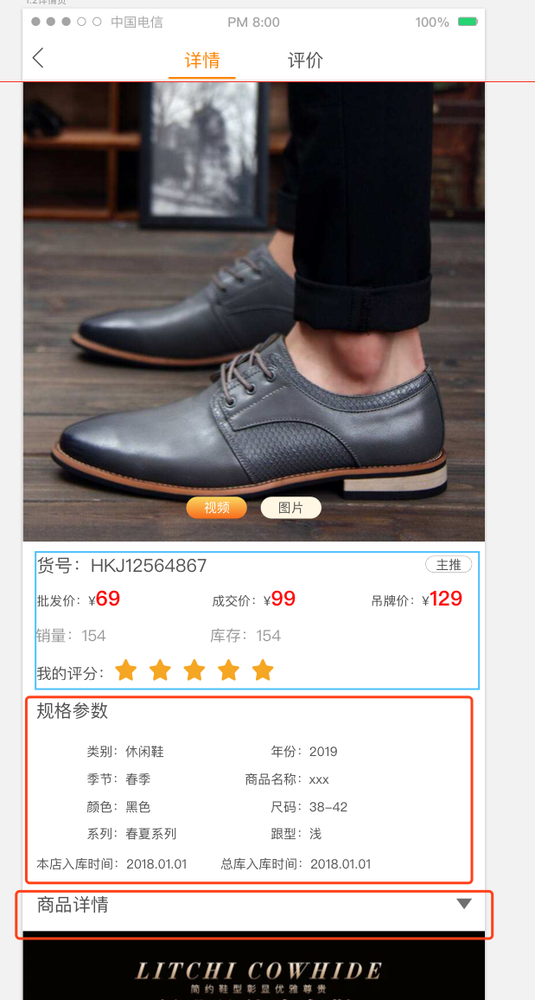 1.2详情页
中国电信 PM 8:00 100%
详情 评价
视频 图片
货号：HKJ12564867 主推
批发价：¥69 成交价：¥99 吊牌价：¥129
销量：154 库存：154
我的评分：
规格参数
类别：休闲鞋 年份：2019
季节：春季 商品名称：xxx
颜色：黑色 尺码：38-42
系列：春夏系列 跟型：浅
本店入库时间：2018.01.01 总库入库时间：2018.01.01
商品详情
LITCHI COWHIDE
简约鞋型彰显优雅尊贵